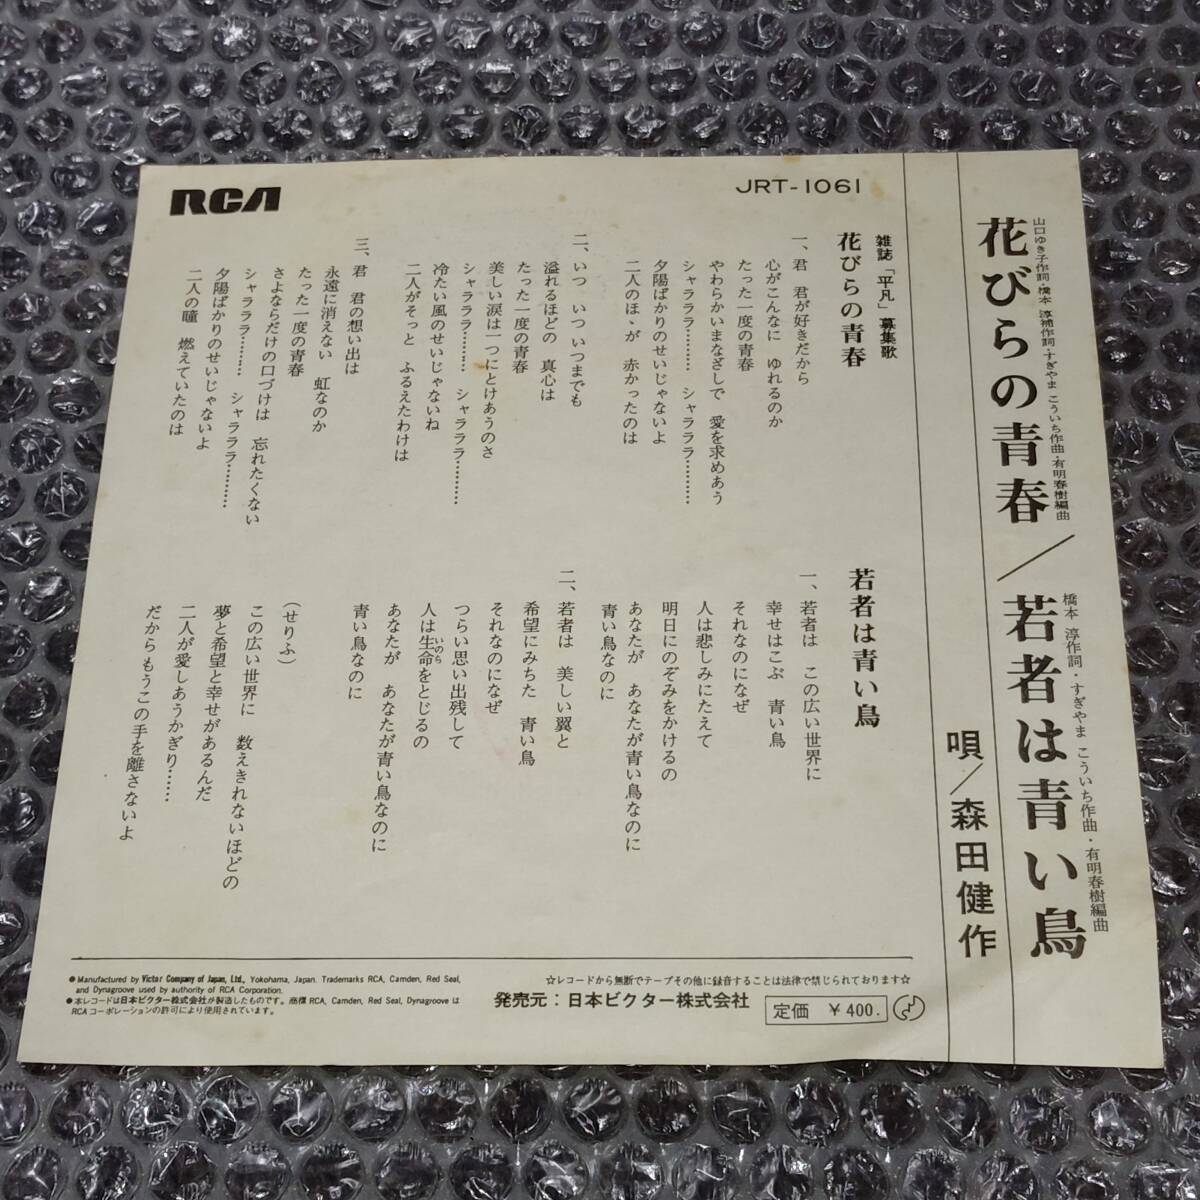 RCA
JRT-1061
山口ゆき子作詞・橋本 淳補作詞・すぎやま こういち作曲・有明春樹編曲
花びらの青春／若者は青い鳥
橋本 淳作詞・すぎやま こういち作曲・有明春樹編曲
唄／森田健作
雑誌「平凡」募集歌
花びらの青春
一、君 君が好きだから
心がこんなに ゆれるのか
たった一度の青春
やわらかいまなざしで 愛を求めあう
シャラララ……… シャラララ………
夕陽ばかりのせいじゃないよ
二人のほゝが 赤かったのは
二、いつ いつ いつまでも
溢れるほどの 真心は
たった一度の青春
美しい涙は一つにとけあうのさ
シャラララ……… シャラララ………
冷たい風のせいじゃないね
二人がそっと ふるえたわけは
三、君 君の想い出は
永遠に消えない 虹なのか
たった一度の青春
さよならだけの口づけは 忘れたくない
シャラララ……… シャラララ………
夕陽ばかりのせいじゃないよ
二人の瞳 燃えていたのは
若者は青い鳥
一、若者は この広い世界に
幸せはこぶ 青い鳥
それなのになぜ
人は悲しみにたえて
明日にのぞみをかけるの
あなたが あなたが青い鳥なのに
青い鳥なのに
二、若者は 美しい翼と
希望にみちた 青い鳥
それなのになぜ
つらい思い出残して
人は生命をとじるの
いのち
あなたが あなたが青い鳥なのに
青い鳥なのに
(せりふ)
この広い世界に 数えきれないほどの
夢と希望と幸せがあるんだ
二人が愛しあうかぎり……
だからもうこの手を離さないよ
●Manufactured by Victor Company of Japan, Ltd., Yokohama, Japan. Trademarks RCA, Camden, Red Seal,
and Dynagroove used by authority of RCA Corporation.
●本レコードは日本ビクター株式会社が製造したものです。商標RCA, Camden, Red Seal, Dynagrooveは
RCAコーポレーションの許可により使用されています。
☆レコードから無断でテープその他に録音することは法律で禁じられております☆
発売元：日本ビクター株式会社
定価 ￥400.